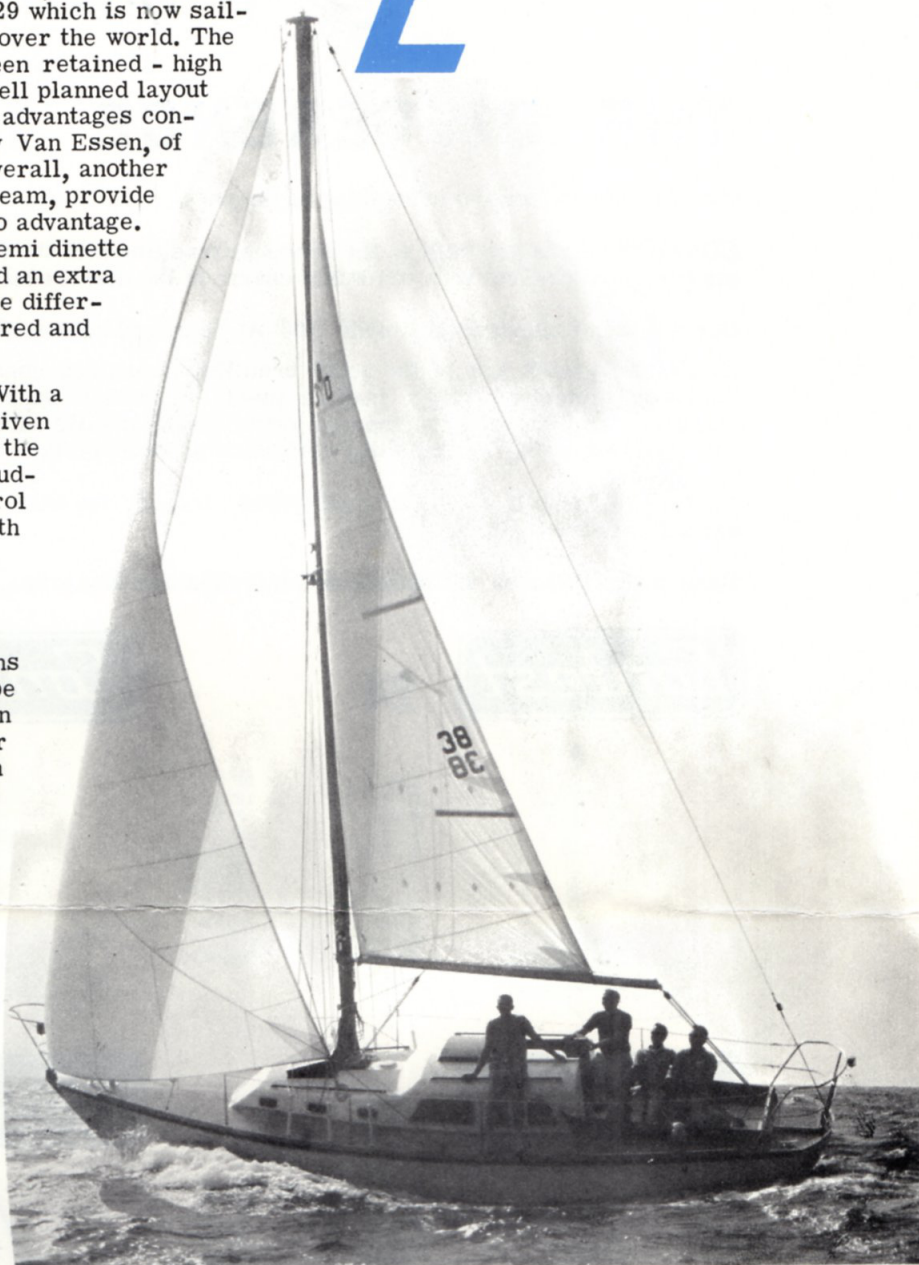 29 which is now sail-
over the world. The
een retained - high
ell planned layout
advantages con-
Van Essen, of
verall, another
eam, provide
o advantage.
emi dinette
d an extra
e differ-
red and
With a
iven
the
ud-
rol
th
ns
pe
n
r
38
38